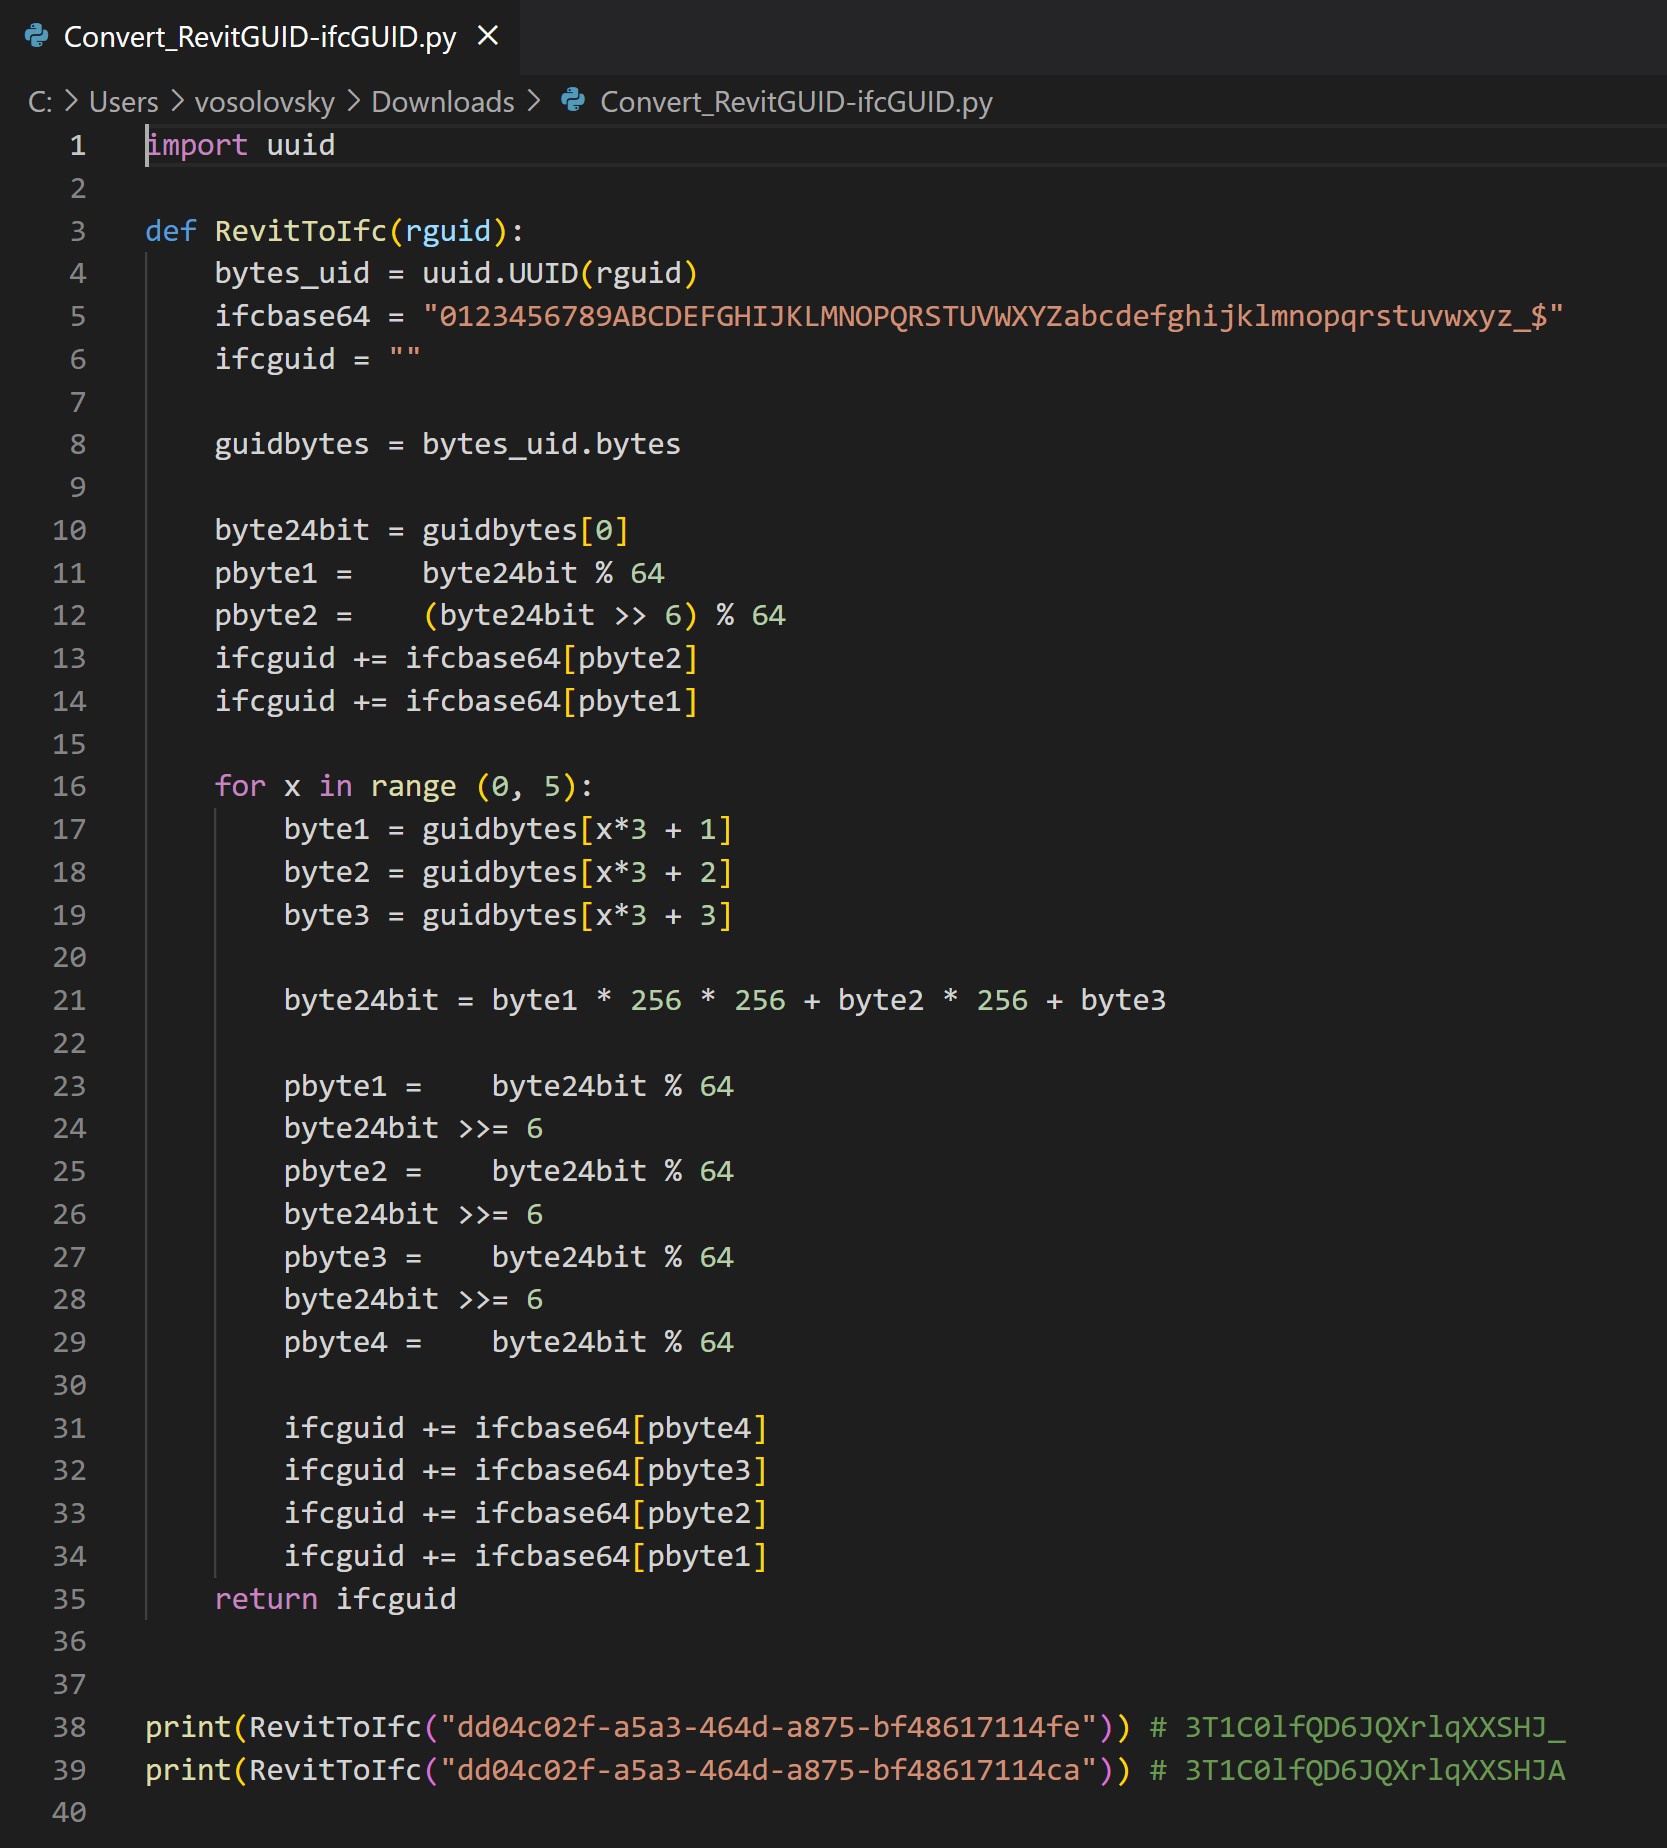 Convert_RevitGUID-ifcGUID.py ×
C: > Users > vosolovsky > Downloads > Convert_RevitGUID-ifcGUID.py
1 import uuid
2
3 def RevitToIfc(rguid):
4     bytes_uid = uuid.UUID(rguid)
5     ifcbase64 = "0123456789ABCDEFGHIJKLMNOPQRSTUVWXYZabcdefghijklmnopqrstuvwxyz_$"
6     ifcguid = ""
7
8     guidbytes = bytes_uid.bytes
9
10     byte24bit = guidbytes[0]
11     pbyte1 =    byte24bit % 64
12     pbyte2 =    (byte24bit >> 6) % 64
13     ifcguid += ifcbase64[pbyte2]
14     ifcguid += ifcbase64[pbyte1]
15
16     for x in range (0, 5):
17         byte1 = guidbytes[x*3 + 1]
18         byte2 = guidbytes[x*3 + 2]
19         byte3 = guidbytes[x*3 + 3]
20
21         byte24bit = byte1 * 256 * 256 + byte2 * 256 + byte3
22
23         pbyte1 =    byte24bit % 64
24         byte24bit >>= 6
25         pbyte2 =    byte24bit % 64
26         byte24bit >>= 6
27         pbyte3 =    byte24bit % 64
28         byte24bit >>= 6
29         pbyte4 =    byte24bit % 64
30
31         ifcguid += ifcbase64[pbyte4]
32         ifcguid += ifcbase64[pbyte3]
33         ifcguid += ifcbase64[pbyte2]
34         ifcguid += ifcbase64[pbyte1]
35     return ifcguid
36
37
38 print(RevitToIfc("dd04c02f-a5a3-464d-a875-bf48617114fe")) # 3T1C0lfQD6JQXrlqXXSHJ_
39 print(RevitToIfc("dd04c02f-a5a3-464d-a875-bf48617114ca")) # 3T1C0lfQD6JQXrlqXXSHJA
40